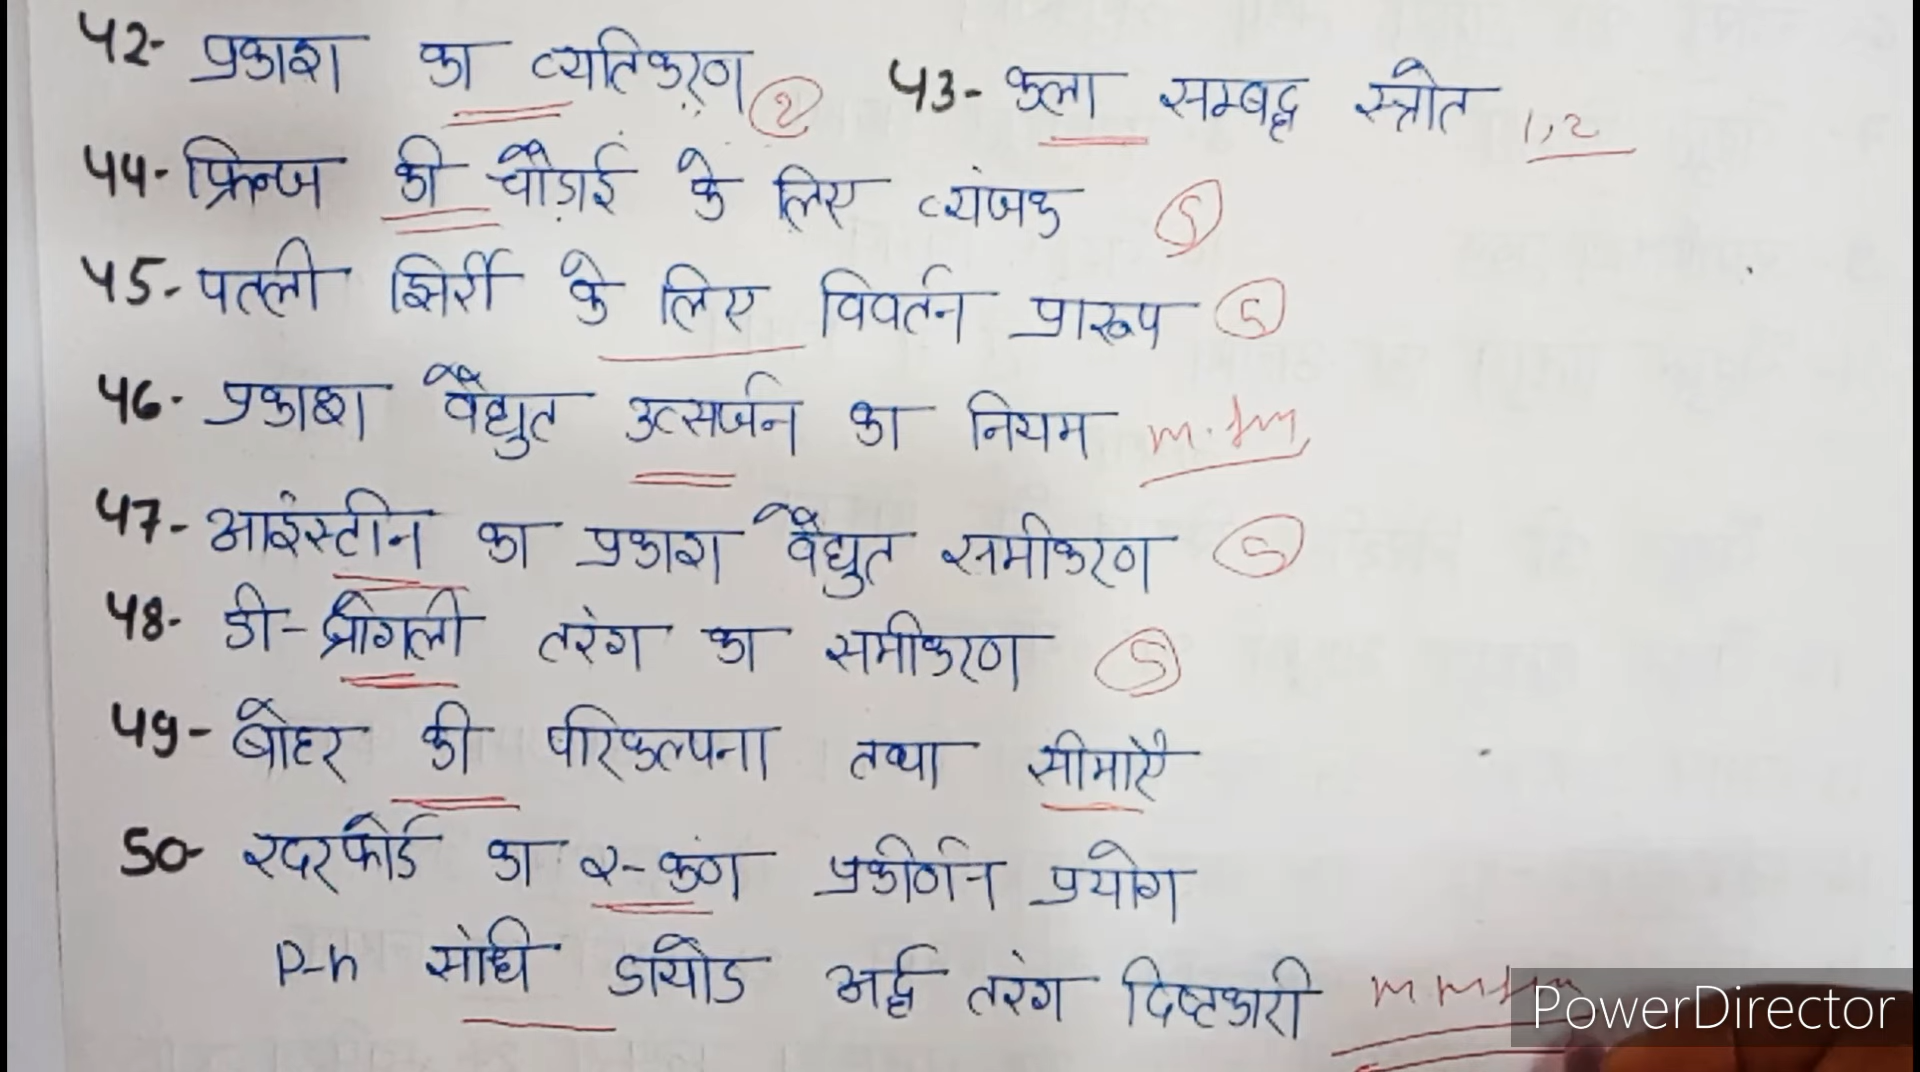 42- प्रकाश का व्यतिकरण 2 43- कला सम्बद्ध स्त्रोत 1,2
44- फ्रिन्ज की चौड़ाई के लिए व्यंजक 5
45- पतली झिर्री के लिए विवर्तन प्रारूप 5
46- प्रकाश वैद्युत उत्सर्जन का नियम
47- आइंस्टीन का प्रकाश वैद्युत समीकरण 5
48- डी-ब्रोगली तरंग का समीकरण 5
49- बोहर की परिकल्पना तथा सीमाएँ
50- रदरफोर्ड का α-कण प्रकीर्णन प्रयोग
P-n संधि डायोड अर्द्ध तरंग दिष्टकारी
PowerDirector